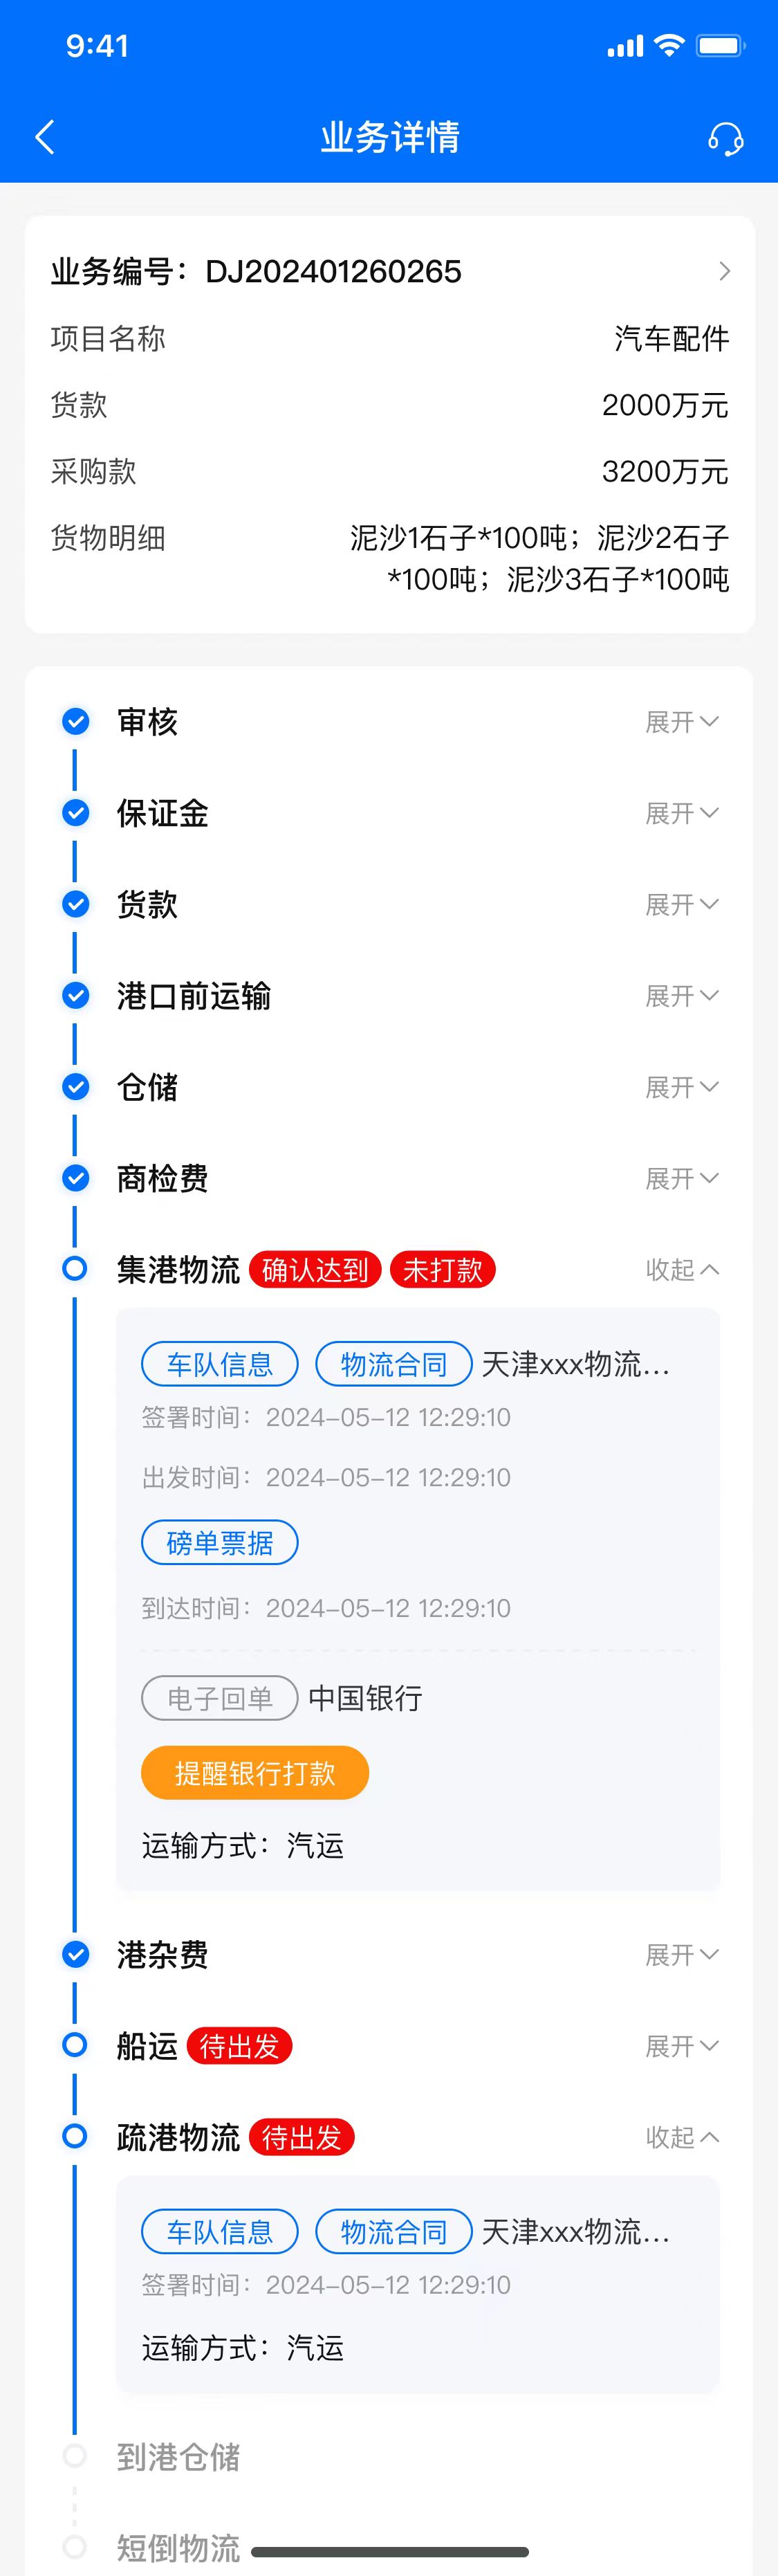 9:41
业务详情
业务编号：DJ202401260265
项目名称 汽车配件
货款 2000万元
采购款 3200万元
货物明细 泥沙1石子*100吨；泥沙2石子
*100吨；泥沙3石子*100吨
审核 展开
保证金 展开
货款 展开
港口前运输 展开
仓储 展开
商检费 展开
集港物流 确认达到 未打款 收起
车队信息 物流合同 天津xxx物流...
签署时间：2024-05-12 12:29:10
出发时间：2024-05-12 12:29:10
磅单票据
到达时间：2024-05-12 12:29:10
电子回单 中国银行
提醒银行打款
运输方式：汽运
港杂费 展开
船运 待出发 展开
疏港物流 待出发 收起
车队信息 物流合同 天津xxx物流...
签署时间：2024-05-12 12:29:10
运输方式：汽运
到港仓储
短倒物流